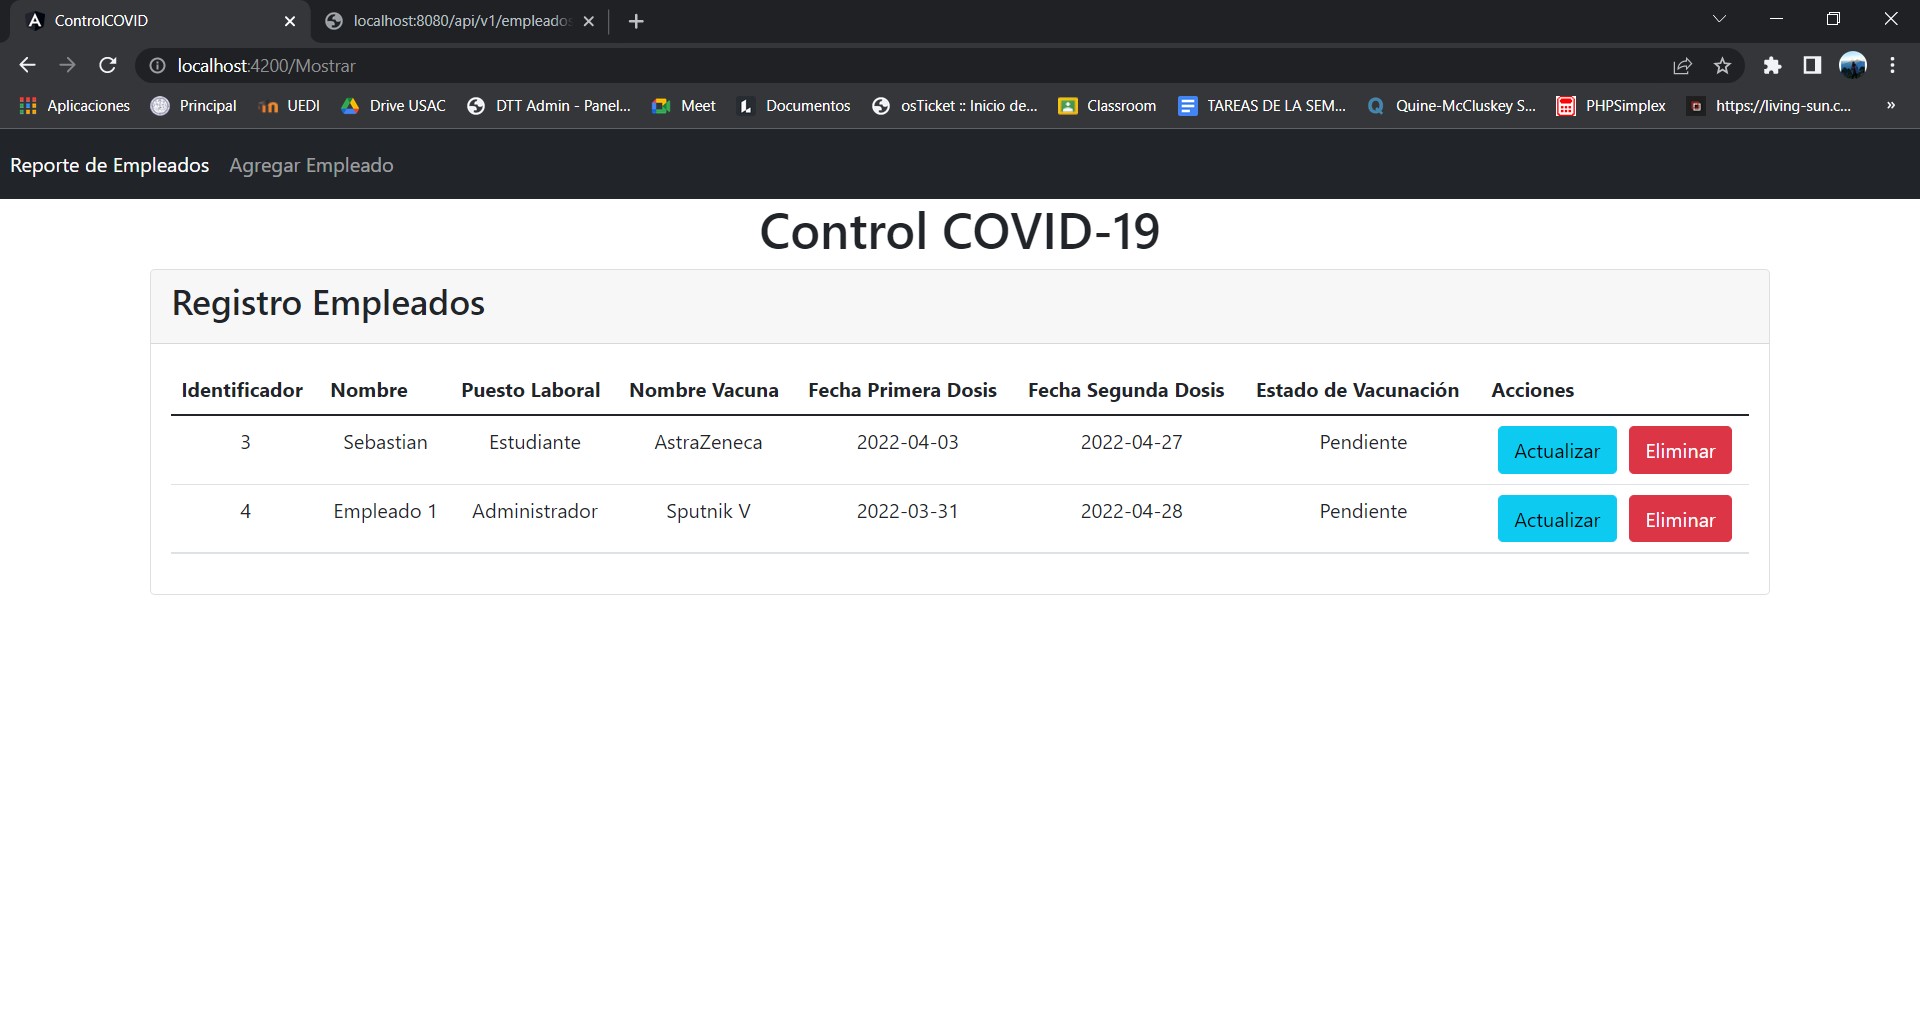 ControlCOVID
localhost:8080/api/v1/empleados
localhost:4200/Mostrar
Aplicaciones Principal UEDI Drive USAC DTT Admin - Panel... Meet Documentos osTicket :: Inicio de... Classroom TAREAS DE LA SEM... Quine-McCluskey S... PHPSimplex https://living-sun.c... »
Reporte de Empleados Agregar Empleado
Control COVID-19
Registro Empleados
Identificador Nombre Puesto Laboral Nombre Vacuna Fecha Primera Dosis Fecha Segunda Dosis Estado de Vacunación Acciones
3 Sebastian Estudiante AstraZeneca 2022-04-03 2022-04-27 Pendiente Actualizar Eliminar
4 Empleado 1 Administrador Sputnik V 2022-03-31 2022-04-28 Pendiente Actualizar Eliminar